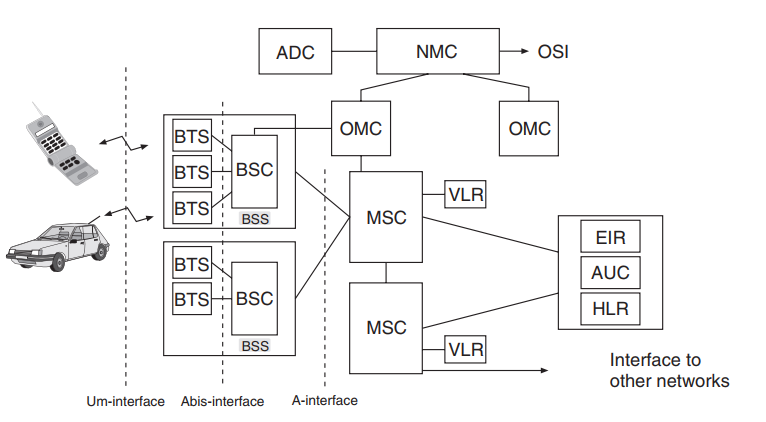 ADC
NMC
OSI
OMC
OMC
BTS
BTS
BTS
BSC
BSS
MSC
VLR
EIR
AUC
HLR
BTS
BTS
BSC
BSS
MSC
VLR
Interface to
other networks
Um-interface
Abis-interface
A-interface